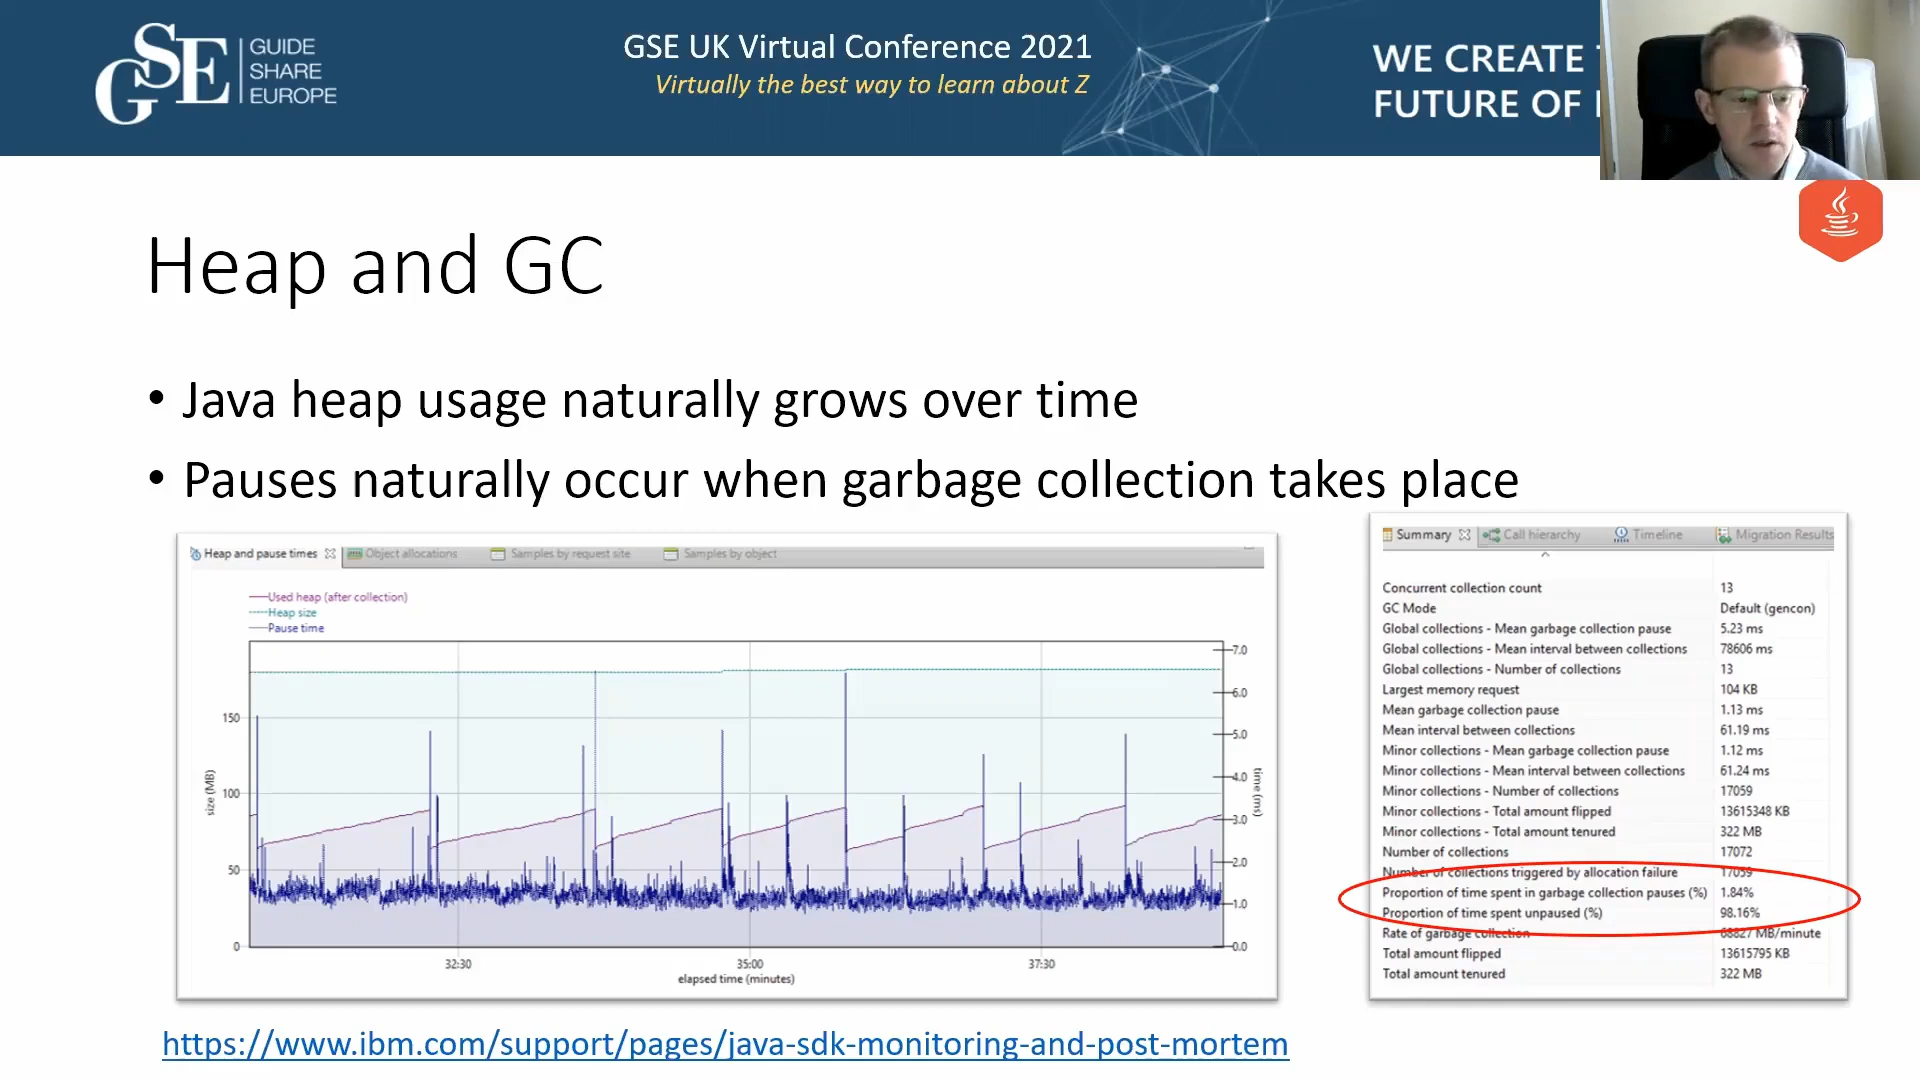 GSE GUIDE SHARE EUROPE
GSE UK Virtual Conference 2021
Virtually the best way to learn about Z
WE CREATE
FUTURE OF
Heap and GC
• Java heap usage naturally grows over time
• Pauses naturally occur when garbage collection takes place
Heap and pause times Object allocations Samples by request site Samples by object
Used heap (after collection)
Heap size
Pause time
150
100
50
0
size (MB)
7.0
6.0
5.0
4.0
3.0
2.0
1.0
0.0
time (ms)
32:30 35:00 37:30
elapsed time (minutes)
Summary Call hierarchy Timeline Migration Results
Concurrent collection count 13
GC Mode Default (gencon)
Global collections - Mean garbage collection pause 5.23 ms
Global collections - Mean interval between collections 78606 ms
Global collections - Number of collections 13
Largest memory request 104 KB
Mean garbage collection pause 1.13 ms
Mean interval between collections 61.19 ms
Minor collections - Mean garbage collection pause 1.12 ms
Minor collections - Mean interval between collections 61.24 ms
Minor collections - Number of collections 17059
Minor collections - Total amount flipped 13615348 KB
Minor collections - Total amount tenured 322 MB
Number of collections 17072
Number of collections triggered by allocation failure 17059
Proportion of time spent in garbage collection pauses (%) 1.84%
Proportion of time spent unpaused (%) 98.16%
Rate of garbage collection 68827 MB/minute
Total amount flipped 13615795 KB
Total amount tenured 322 MB
https://www.ibm.com/support/pages/java-sdk-monitoring-and-post-mortem